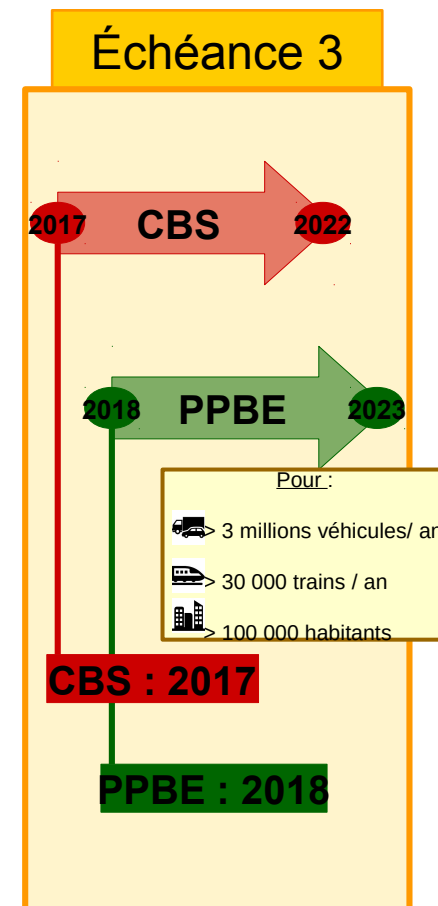 Échéance 3
2017 CBS 2022
2018 PPBE 2023
Pour :
> 3 millions véhicules/ an
> 30 000 trains / an
> 100 000 habitants
CBS : 2017
PPBE : 2018